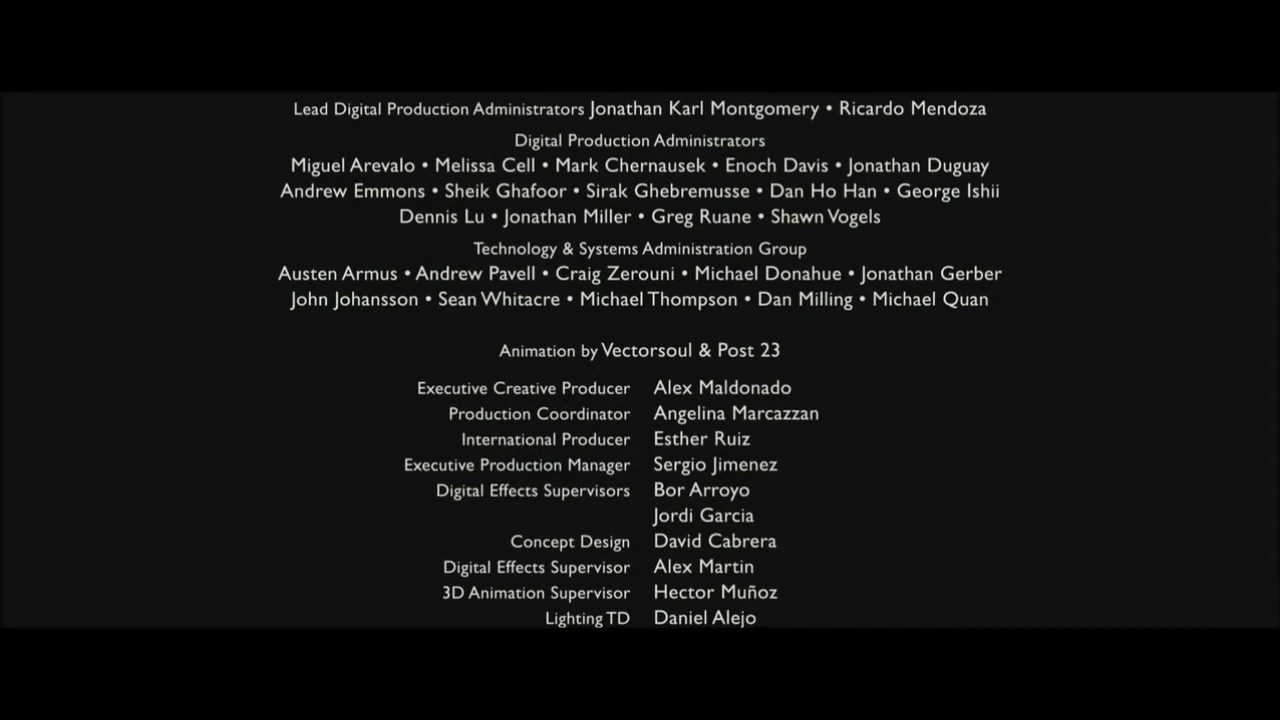 Lead Digital Production Administrators Jonathan Karl Montgomery • Ricardo Mendoza
Digital Production Administrators
Miguel Arevalo • Melissa Cell • Mark Chernausek • Enoch Davis • Jonathan Duguay
Andrew Emmons • Sheik Ghafoor • Sirak Ghebremusse • Dan Ho Han • George Ishii
Dennis Lu • Jonathan Miller • Greg Ruane • Shawn Vogels
Technology & Systems Administration Group
Austen Armus • Andrew Pavell • Craig Zerouni • Michael Donahue • Jonathan Gerber
John Johansson • Sean Whitacre • Michael Thompson • Dan Milling • Michael Quan
Animation by Vectorsoul & Post 23
Executive Creative Producer Alex Maldonado
Production Coordinator Angelina Marcazzan
International Producer Esther Ruiz
Executive Production Manager Sergio Jimenez
Digital Effects Supervisors Bor Arroyo
Jordi Garcia
Concept Design David Cabrera
Digital Effects Supervisor Alex Martin
3D Animation Supervisor Hector Muñoz
Lighting TD Daniel Alejo